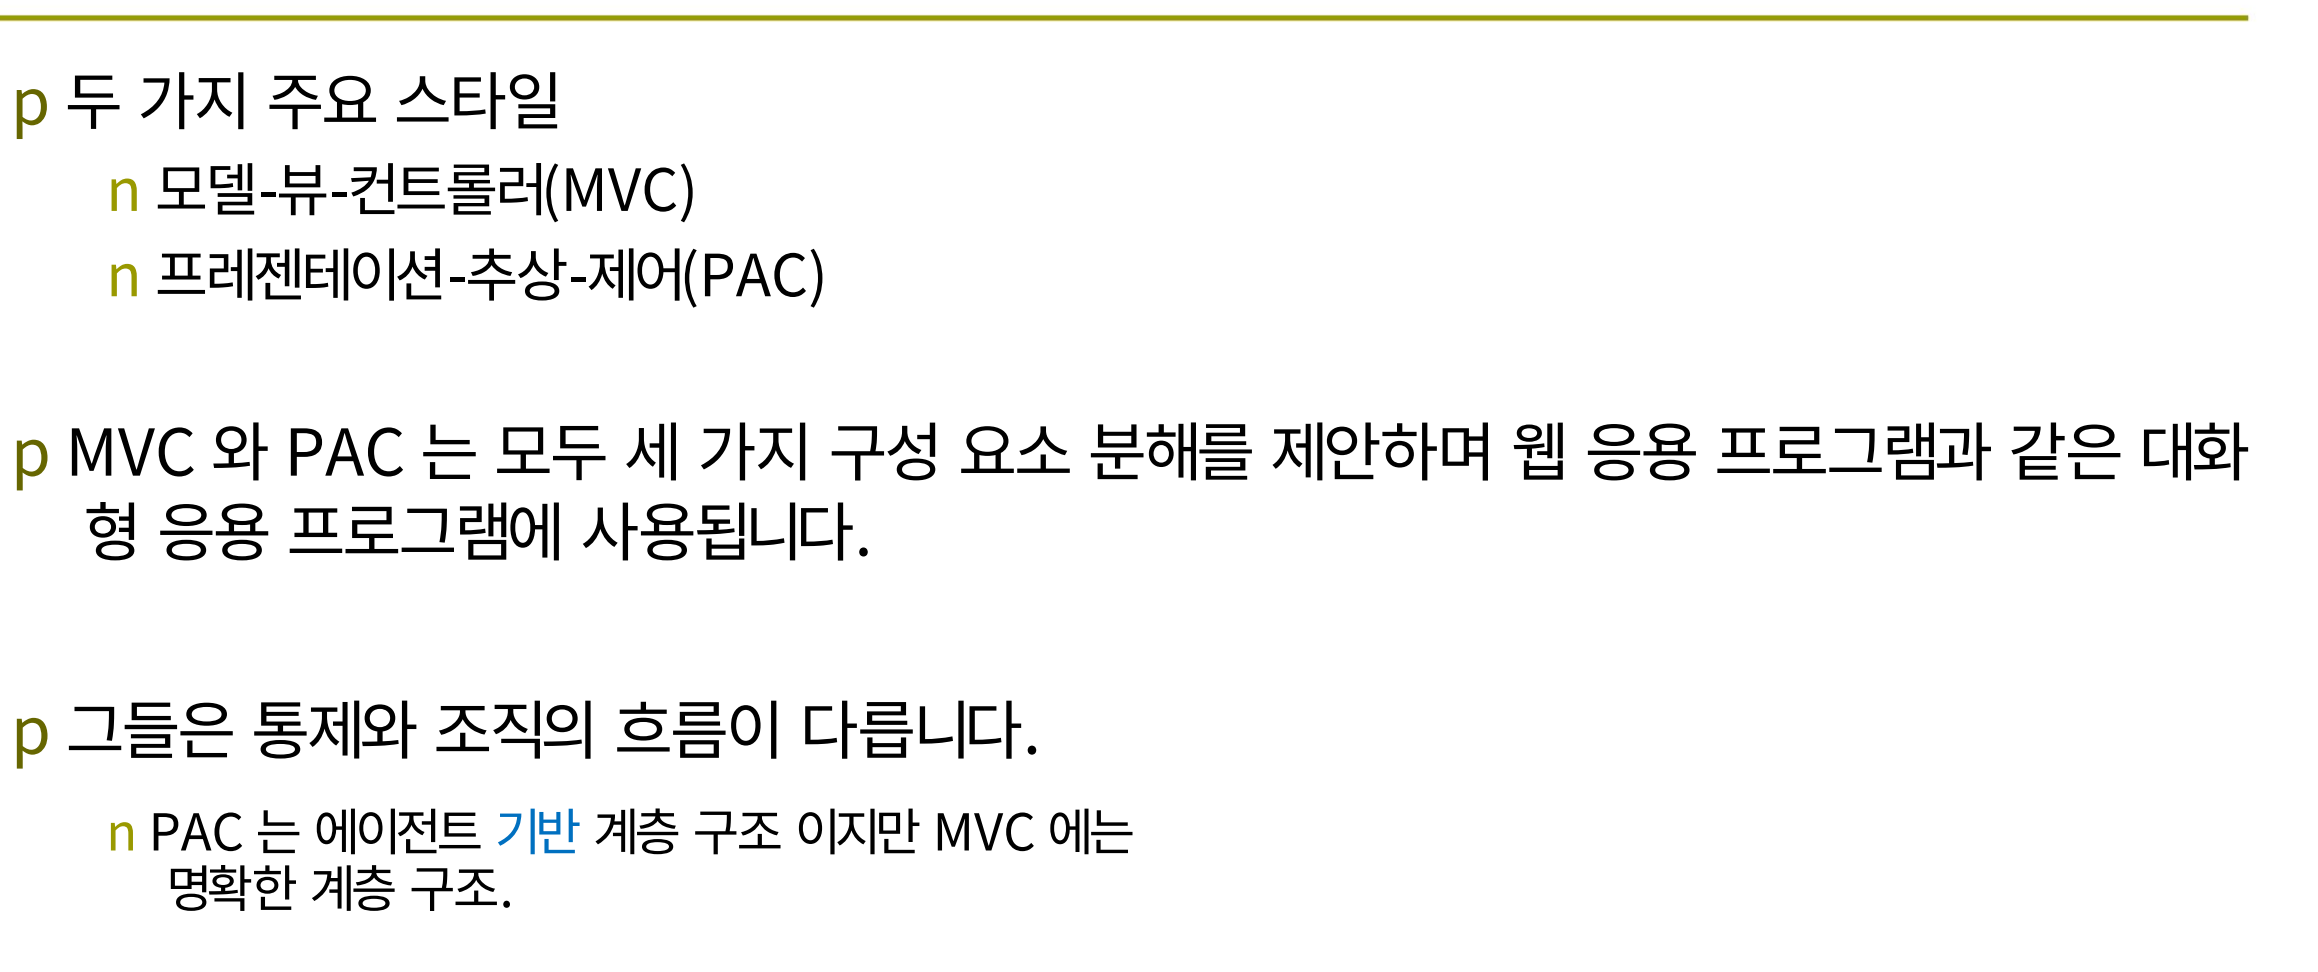 p 두 가지 주요 스타일
n 모델-뷰-컨트롤러(MVC)
n 프레젠테이션-추상-제어(PAC)
p MVC 와 PAC 는 모두 세 가지 구성 요소 분해를 제안하며 웹 응용 프로그램과 같은 대화
형 응용 프로그램에 사용됩니다.
p 그들은 통제와 조직의 흐름이 다릅니다.
n PAC 는 에이전트 기반 계층 구조 이지만 MVC 에는
명확한 계층 구조.